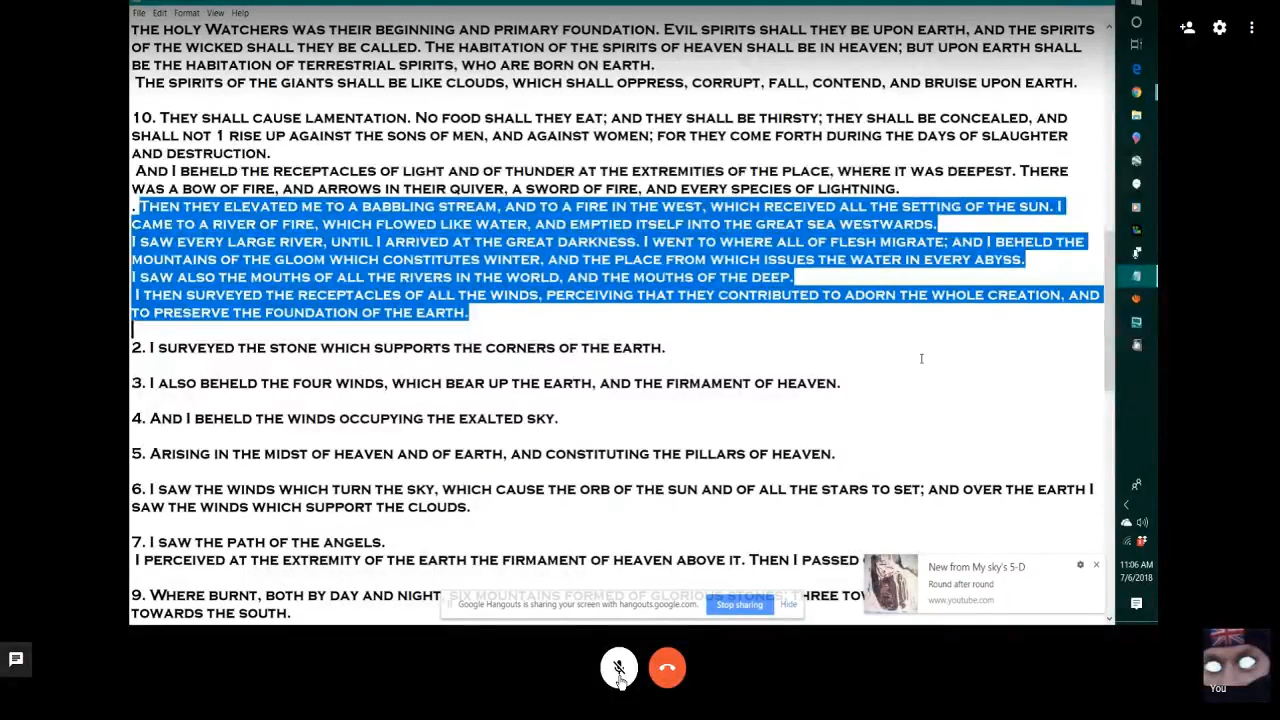 File Edit Format View Help
THE HOLY WATCHERS WAS THEIR BEGINNING AND PRIMARY FOUNDATION. EVIL SPIRITS SHALL THEY BE UPON EARTH, AND THE SPIRITS
OF THE WICKED SHALL THEY BE CALLED. THE HABITATION OF THE SPIRITS OF HEAVEN SHALL BE IN HEAVEN; BUT UPON EARTH SHALL
BE THE HABITATION OF TERRESTRIAL SPIRITS, WHO ARE BORN ON EARTH.
THE SPIRITS OF THE GIANTS SHALL BE LIKE CLOUDS, WHICH SHALL OPPRESS, CORRUPT, FALL, CONTEND, AND BRUISE UPON EARTH.
10. THEY SHALL CAUSE LAMENTATION. NO FOOD SHALL THEY EAT; AND THEY SHALL BE THIRSTY; THEY SHALL BE CONCEALED, AND
SHALL NOT 1 RISE UP AGAINST THE SONS OF MEN, AND AGAINST WOMEN; FOR THEY COME FORTH DURING THE DAYS OF SLAUGHTER
AND DESTRUCTION.
AND I BEHELD THE RECEPTACLES OF LIGHT AND OF THUNDER AT THE EXTREMITIES OF THE PLACE, WHERE IT WAS DEEPEST. THERE
WAS A BOW OF FIRE, AND ARROWS IN THEIR QUIVER, A SWORD OF FIRE, AND EVERY SPECIES OF LIGHTNING.
. THEN THEY ELEVATED ME TO A BABBLING STREAM, AND TO A FIRE IN THE WEST, WHICH RECEIVED ALL THE SETTING OF THE SUN. I
CAME TO A RIVER OF FIRE, WHICH FLOWED LIKE WATER, AND EMPTIED ITSELF INTO THE GREAT SEA WESTWARDS.
I SAW EVERY LARGE RIVER, UNTIL I ARRIVED AT THE GREAT DARKNESS. I WENT TO WHERE ALL OF FLESH MIGRATE; AND I BEHELD THE
MOUNTAINS OF THE GLOOM WHICH CONSTITUTES WINTER, AND THE PLACE FROM WHICH ISSUES THE WATER IN EVERY ABYSS.
I SAW ALSO THE MOUTHS OF ALL THE RIVERS IN THE WORLD, AND THE MOUTHS OF THE DEEP.
I THEN SURVEYED THE RECEPTACLES OF ALL THE WINDS, PERCEIVING THAT THEY CONTRIBUTED TO ADORN THE WHOLE CREATION, AND
TO PRESERVE THE FOUNDATION OF THE EARTH.
2. I SURVEYED THE STONE WHICH SUPPORTS THE CORNERS OF THE EARTH.
3. I ALSO BEHELD THE FOUR WINDS, WHICH BEAR UP THE EARTH, AND THE FIRMAMENT OF HEAVEN.
4. AND I BEHELD THE WINDS OCCUPYING THE EXALTED SKY.
5. ARISING IN THE MIDST OF HEAVEN AND OF EARTH, AND CONSTITUTING THE PILLARS OF HEAVEN.
6. I SAW THE WINDS WHICH TURN THE SKY, WHICH CAUSE THE ORB OF THE SUN AND OF ALL THE STARS TO SET; AND OVER THE EARTH I
SAW THE WINDS WHICH SUPPORT THE CLOUDS.
7. I SAW THE PATH OF THE ANGELS.
I PERCEIVED AT THE EXTREMITY OF THE EARTH THE FIRMAMENT OF HEAVEN ABOVE IT. THEN I PASSED
9. WHERE BURNT, BOTH BY DAY AND NIGHT, SIX MOUNTAINS FORMED OF GLORIOUS STONES; THREE
TOWARDS THE SOUTH.
Google Hangouts is sharing your screen with hangouts.google.com.
Stop sharing
Hide
New from My sky's 5-D
Round after round
www.youtube.com
11:06 AM
7/6/2018
You